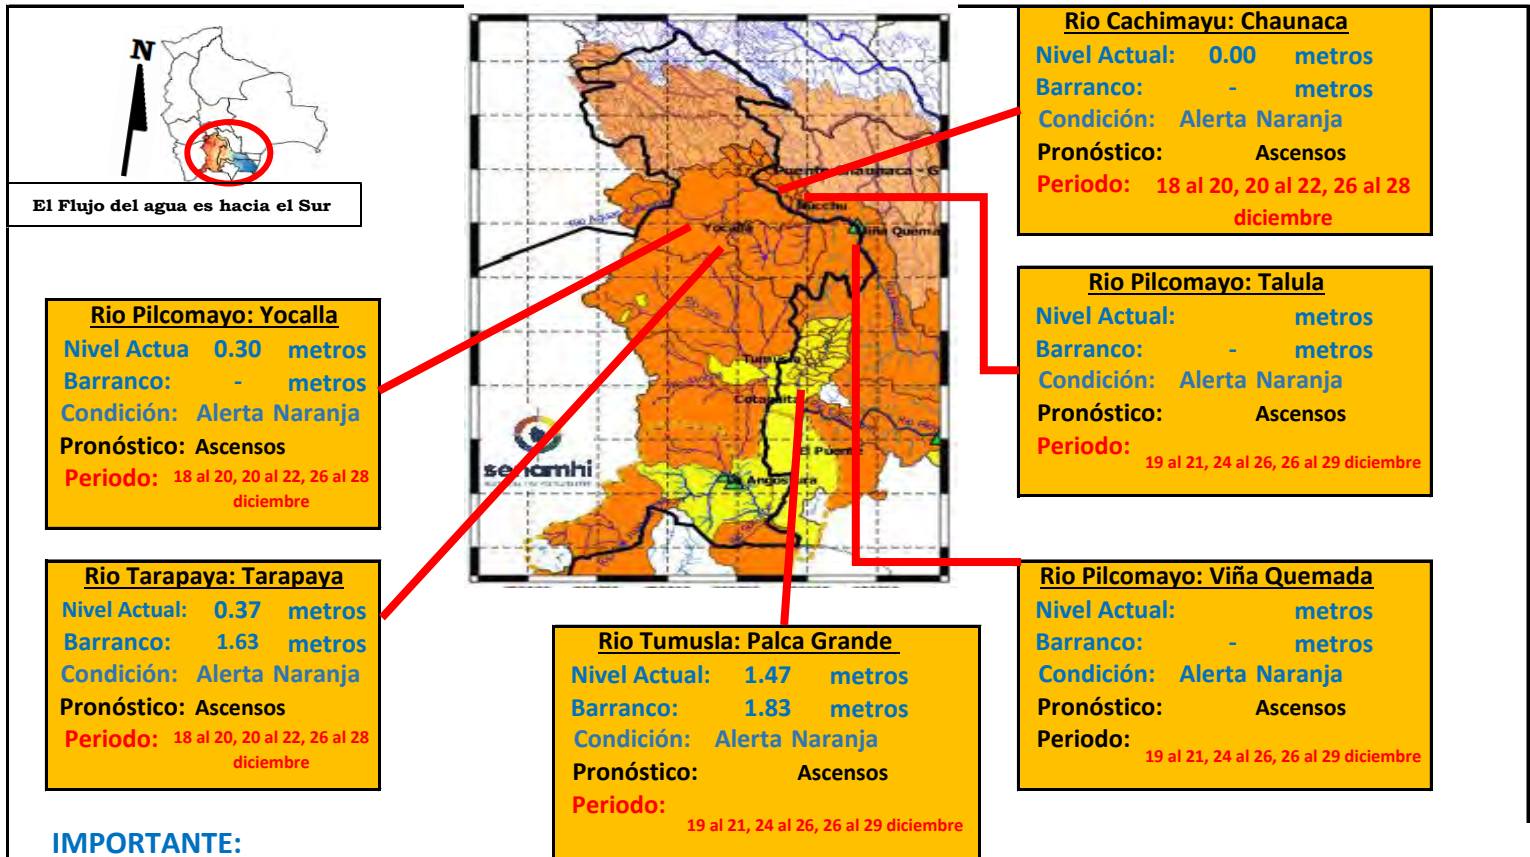 N
El Flujo del agua es hacia el Sur
Rio Cachimayu: Chaunaca
Nivel Actual: 0.00 metros
Barranco: - metros
Condición: Alerta Naranja
Pronóstico: Ascensos
Periodo: 18 al 20, 20 al 22, 26 al 28
diciembre
Puente Chaunaca - G
Yocalla
Viña Quema
Tumusla
Cotagaita
El Puente
Angostura
senamhi
Rio Pilcomayo: Talula
Nivel Actual: metros
Barranco: - metros
Condición: Alerta Naranja
Pronóstico: Ascensos
Periodo:
19 al 21, 24 al 26, 26 al 29 diciembre
Rio Pilcomayo: Yocalla
Nivel Actua 0.30 metros
Barranco: - metros
Condición: Alerta Naranja
Pronóstico: Ascensos
Periodo: 18 al 20, 20 al 22, 26 al 28
diciembre
Rio Tarapaya: Tarapaya
Nivel Actual: 0.37 metros
Barranco: 1.63 metros
Condición: Alerta Naranja
Pronóstico: Ascensos
Periodo: 18 al 20, 20 al 22, 26 al 28
diciembre
Rio Tumusla: Palca Grande
Nivel Actual: 1.47 metros
Barranco: 1.83 metros
Condición: Alerta Naranja
Pronóstico: Ascensos
Periodo:
19 al 21, 24 al 26, 26 al 29 diciembre
Rio Pilcomayo: Viña Quemada
Nivel Actual: metros
Barranco: - metros
Condición: Alerta Naranja
Pronóstico: Ascensos
Periodo:
19 al 21, 24 al 26, 26 al 29 diciembre
IMPORTANTE: